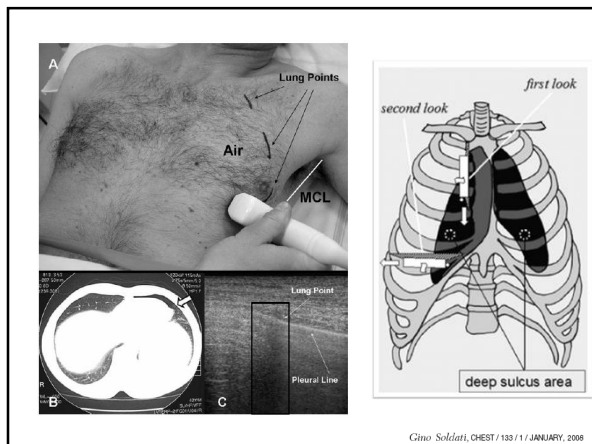 A
Lung Points
Air
MCL
B
R
C
Lung Point
Pleural Line
first look
second look
deep sulcus area
Gino Soldati, CHEST / 133 / 1 / JANUARY, 2008